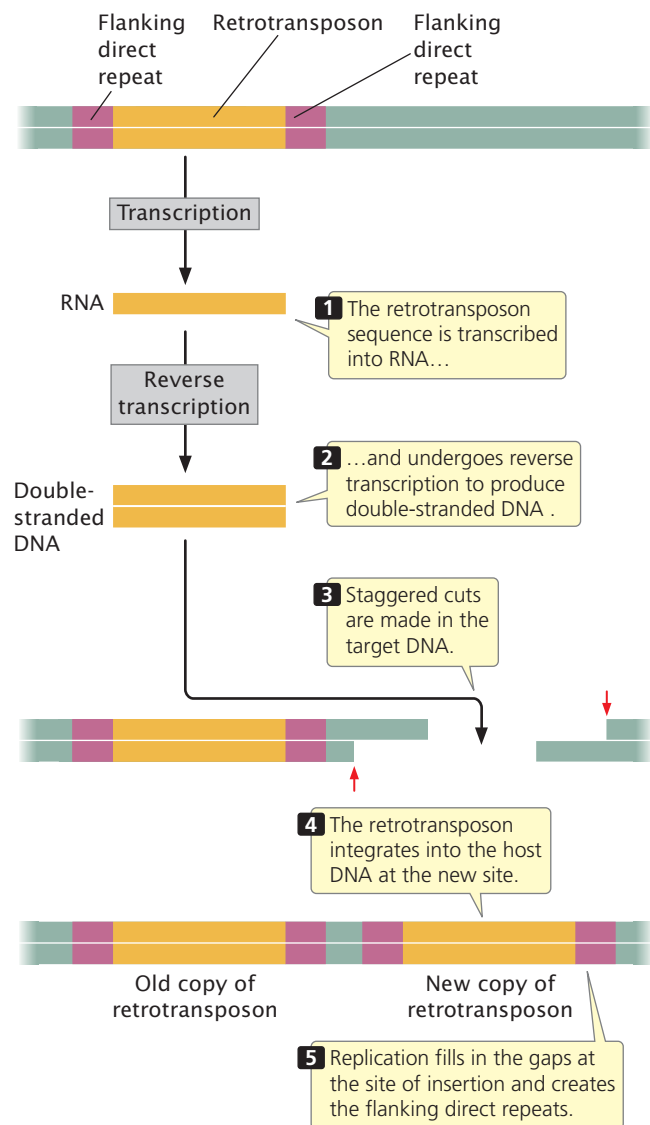 Flanking
direct
repeat
Retrotransposon
Flanking
direct
repeat
Transcription
RNA
1 The retrotransposon
sequence is transcribed
into RNA…
Reverse
transcription
2 …and undergoes reverse
transcription to produce
double-stranded DNA .
Double-
stranded
DNA
3 Staggered cuts
are made in the
target DNA.
4 The retrotransposon
integrates into the host
DNA at the new site.
Old copy of
retrotransposon
New copy of
retrotransposon
5 Replication fills in the gaps at
the site of insertion and creates
the flanking direct repeats.